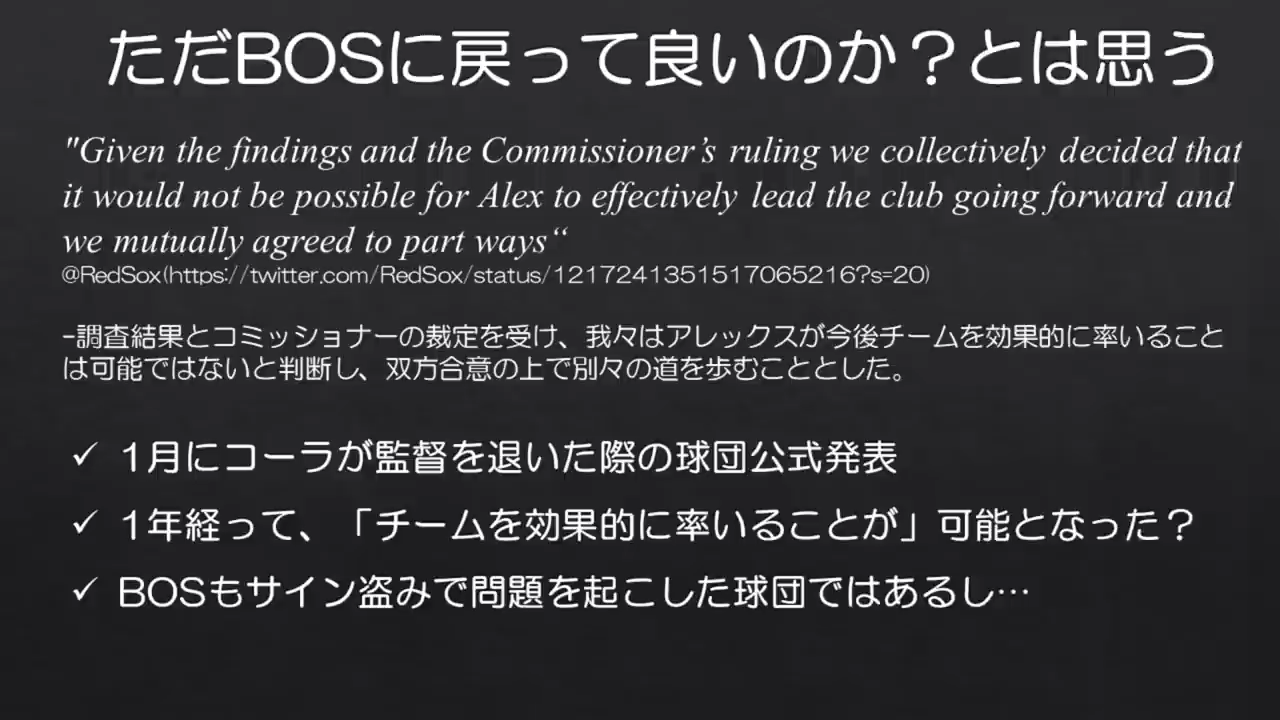 ただBOSに戻って良いのか？とは思う
"Given the findings and the Commissioner’s ruling we collectively decided that
it would not be possible for Alex to effectively lead the club going forward and
we mutually agreed to part ways“
@RedSox(https://twitter.com/RedSox/status/1217241351517065216?s=20)
-調査結果とコミッショナーの裁定を受け、我々はアレックスが今後チームを効果的に率いること
は可能ではないと判断し、双方合意の上で別々の道を歩むこととした。
✓ 1月にコーラが監督を退いた際の球団公式発表
✓ 1年経って、「チームを効果的に率いることが」可能となった？
✓ BOSもサイン盗みで問題を起こした球団ではあるし…